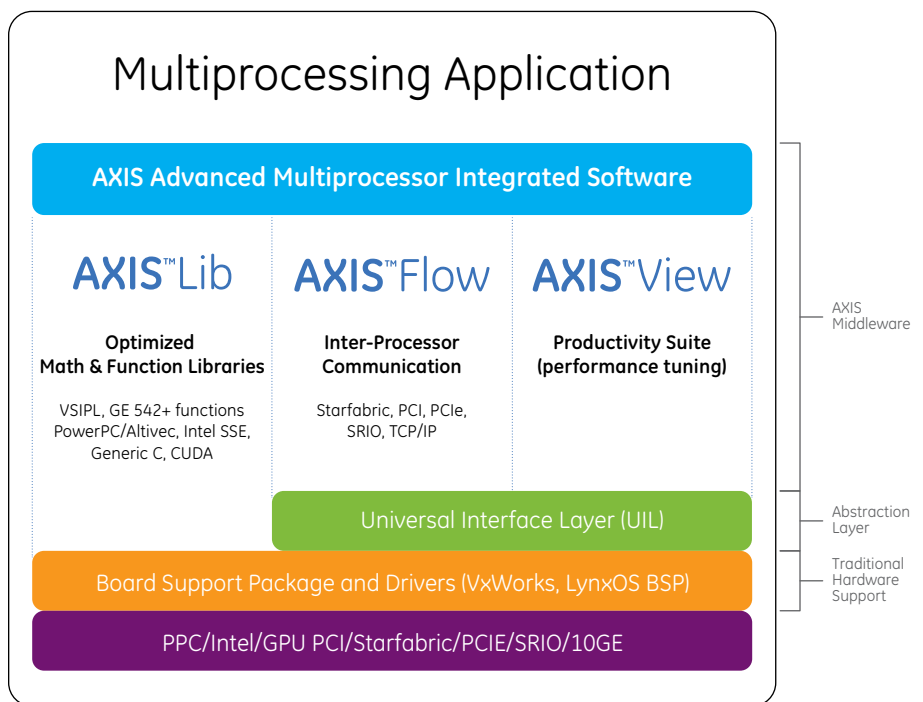 Multiprocessing Application
AXIS Advanced Multiprocessor Integrated Software
AXIS™Lib
Optimized
Math & Function Libraries
VSIPL, GE 542+ functions
PowerPC/Altivec, Intel SSE,
Generic C, CUDA
AXIS™Flow
Inter-Processor
Communication
Starfabric, PCI, PCIe,
SRIO, TCP/IP
AXIS™View
Productivity Suite
(performance tuning)
Universal Interface Layer (UIL)
Board Support Package and Drivers (VxWorks, LynxOS BSP)
PPC/Intel/GPU PCI/Starfabric/PCIE/SRIO/10GE
AXIS
Middleware
Abstraction
Layer
Traditional
Hardware
Support